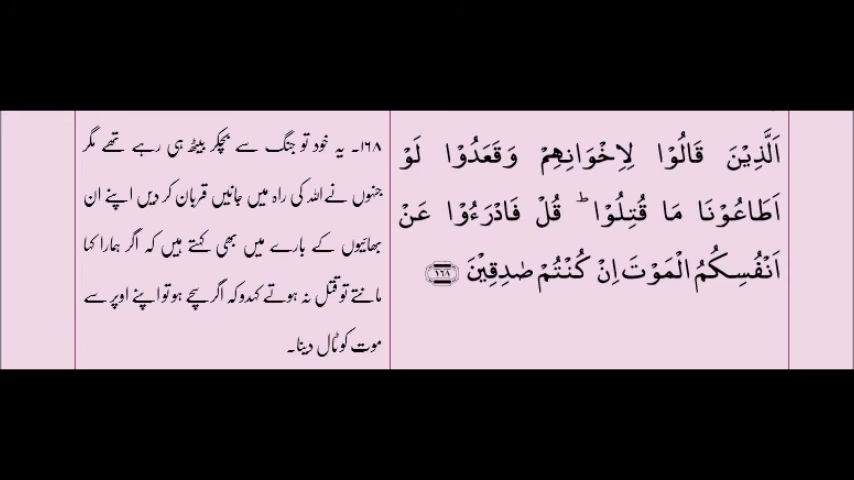 اَلَّذِيْنَ قَالُوْا لِاِخْوَانِهِمْ وَقَعَدُوْا لَوْ
اَطَاعُوْنَا مَا قُتِلُوْا ؕ قُلْ فَادْرَءُوْا عَنْ
اَنْفُسِكُمُ الْمَوْتَ اِنْ كُنْتُمْ صٰدِقِيْنَ ﴿۱۶۸﴾
۱۶۸۔ یہ خود تو جنگ سے بچکر بیٹھ ہی رہے تھے مگر
جنہوں نے اللہ کی راہ میں جانیں قربان کر دیں اپنے ان
بھائیوں کے بارے میں بھی کہتے ہیں کہ اگر ہمارا کہا
مانتے تو قتل نہ ہوتے کہدو کہ اگر سچے ہو تو اپنے اوپر سے
موت کو ٹال دینا۔